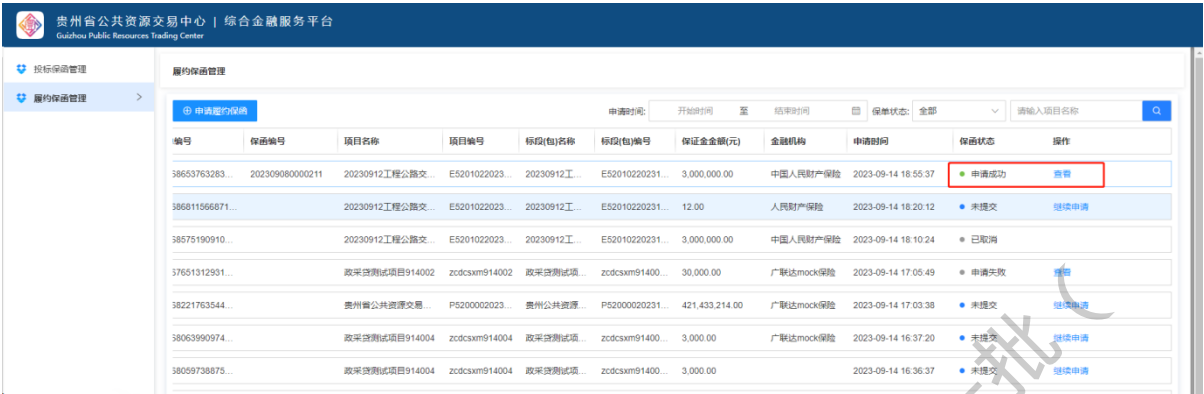 贵州省公共资源交易中心 | 综合金融服务平台
Guizhou Public Resources Trading Center
投标保函管理
履约保函管理
履约保函管理
申请履约保函 申请时间: 开始时间 至 结束时间 保单状态: 全部 请输入项目名称
编号 保函编号 项目名称 项目编号 标段(包)名称 标段(包)编号 保证金金额(元) 金融机构 申请时间 保函状态 操作
58653763283... 202309080000211 20230912工程公路交... E5201022023... 20230912工... E52010220231... 3,000,000.00 中国人民财产保险 2023-09-14 18:55:37 申请成功 查看
586811566871... 20230912工程公路交... E5201022023... 20230912工... E52010220231... 12.00 人民财产保险 2023-09-14 18:20:12 未提交 继续申请
58575190910... 20230912工程公路交... E5201022023... 20230912工... E52010220231... 3,000,000.00 中国人民财产保险 2023-09-14 18:10:24 已取消
57651312931... 政采贷测试项目914002 zcdcsxm914002 政采贷测试项... zcdcsxm91400... 30,000.00 广联达mock保险 2023-09-14 17:05:49 申请失败 查看
58221763544... 贵州省公共资源交易... P5200002023... 贵州公共资源... P52000020231... 421,433,214.00 广联达mock保险 2023-09-14 17:03:38 未提交 继续申请
58063990974... 政采贷测试项目914004 zcdcsxm914004 政采贷测试项... zcdcsxm91400... 3,000.00 广联达mock保险 2023-09-14 16:37:20 未提交 继续申请
58059738875... 政采贷测试项目914004 zcdcsxm914004 政采贷测试项... zcdcsxm91400... 3,000.00 2023-09-14 16:36:37 未提交 继续申请